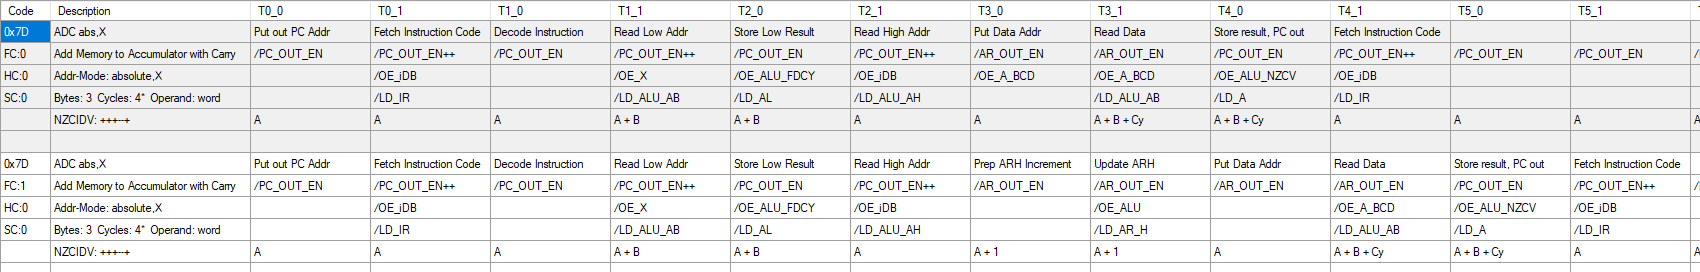 Code Description T0_0 T0_1 T1_0 T1_1 T2_0 T2_1 T3_0 T3_1 T4_0 T4_1 T5_0 T5_1
0x7D ADC abs,X Put out PC Addr Fetch Instruction Code Decode Instruction Read Low Addr Store Low Result Read High Addr Put Data Addr Read Data Store result, PC out Fetch Instruction Code
FC:0 Add Memory to Accumulator with Carry /PC_OUT_EN /PC_OUT_EN++ /PC_OUT_EN /PC_OUT_EN++ /PC_OUT_EN /PC_OUT_EN++ /AR_OUT_EN /AR_OUT_EN /PC_OUT_EN /PC_OUT_EN++ /PC_OUT_EN /PC_OUT_EN
HC:0 Addr-Mode: absolute,X /OE_iDB /OE_X /OE_ALU_FDCY /OE_iDB /OE_A_BCD /OE_A_BCD /OE_ALU_NZCV /OE_iDB
SC:0 Bytes: 3 Cycles: 4* Operand: word /LD_IR /LD_ALU_AB /LD_AL /LD_ALU_AH /LD_ALU_AB /LD_A /LD_IR
NZCIDV: +++--+ A A A A + B A + B A A A + B + Cy A + B + Cy A A A
0x7D ADC abs,X Put out PC Addr Fetch Instruction Code Decode Instruction Read Low Addr Store Low Result Read High Addr Prep ARH Increment Update ARH Put Data Addr Read Data Store result, PC out Fetch Instruction Code
FC:1 Add Memory to Accumulator with Carry /PC_OUT_EN /PC_OUT_EN++ /PC_OUT_EN /PC_OUT_EN++ /PC_OUT_EN /PC_OUT_EN++ /AR_OUT_EN /AR_OUT_EN /AR_OUT_EN /AR_OUT_EN /PC_OUT_EN /PC_OUT_EN++
HC:0 Addr-Mode: absolute,X /OE_iDB /OE_X /OE_ALU_FDCY /OE_iDB /OE_ALU /OE_A_BCD /OE_ALU_NZCV /OE_iDB
SC:0 Bytes: 3 Cycles: 4* Operand: word /LD_IR /LD_ALU_AB /LD_AL /LD_ALU_AH /LD_AR_H /LD_ALU_AB /LD_A /LD_IR
NZCIDV: +++--+ A A A A + B A + B A A + 1 A + 1 A A + B + Cy A + B + Cy A